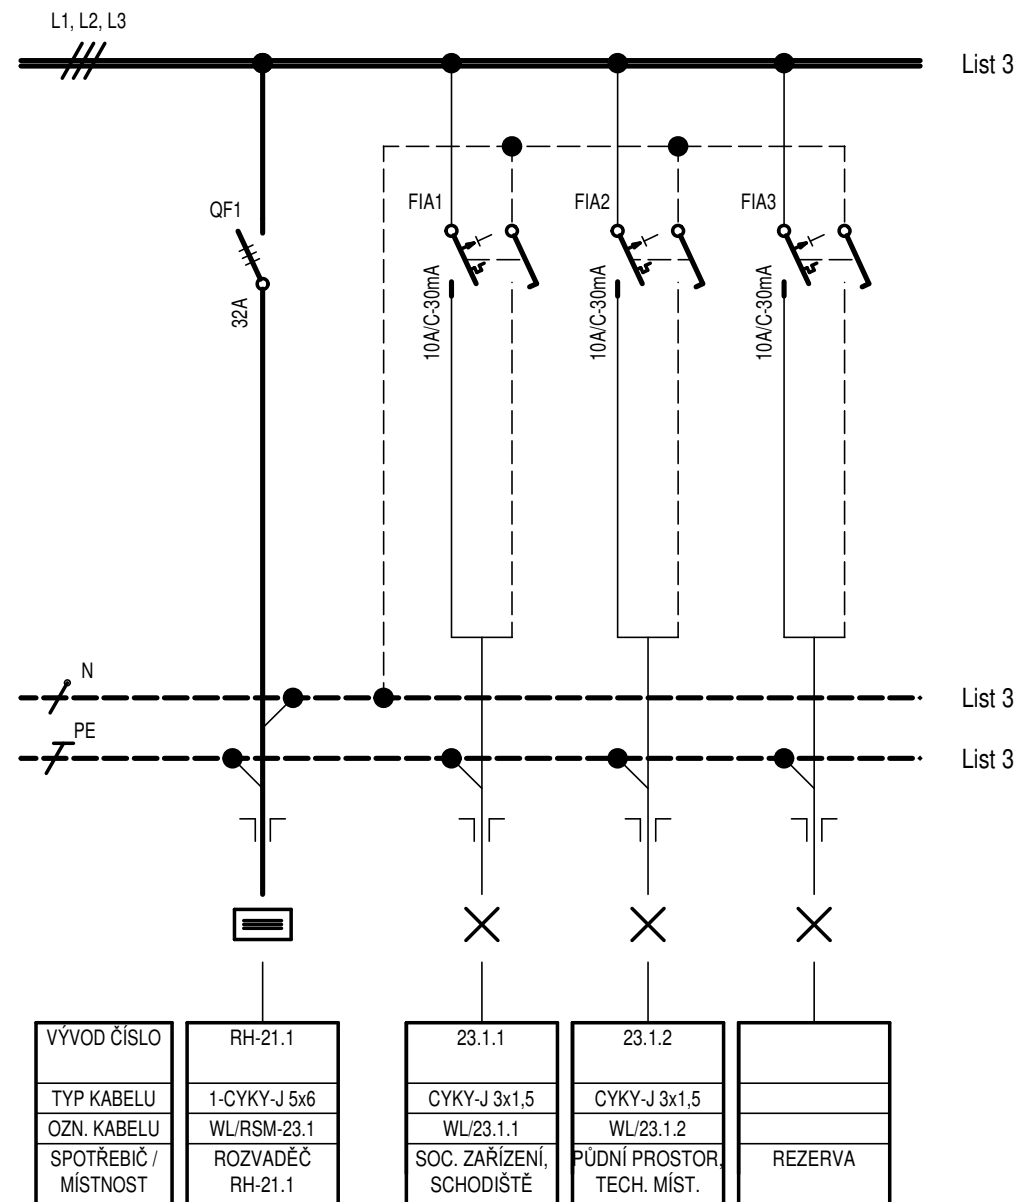 L1, L2, L3
List 3
QF1
32A
FIA1
10A/C-30mA
FIA2
10A/C-30mA
FIA3
10A/C-30mA
N
List 3
PE
List 3
VÝVOD ČÍSLO
RH-21.1
23.1.1
23.1.2
TYP KABELU
1-CYKY-J 5x6
CYKY-J 3x1,5
CYKY-J 3x1,5
OZN. KABELU
WL/RSM-23.1
WL/23.1.1
WL/23.1.2
SPOTŘEBIČ /
MÍSTNOST
ROZVADĚČ
RH-21.1
SOC. ZAŘÍZENÍ,
SCHODIŠTĚ
PŮDNÍ PROSTOR,
TECH. MÍST.
REZERVA